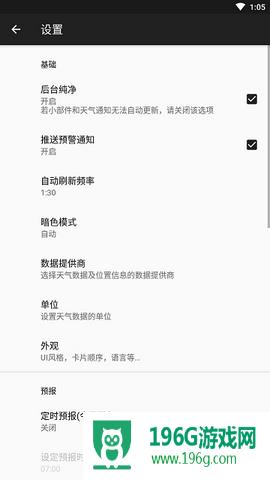 1:05
设置
基础
后台纯净
开启
若小部件和天气通知无法自动更新，请关闭该选项
推送预警通知
开启
自动刷新频率
1:30
暗色模式
自动
数据提供商
选择天气数据及位置信息的数据提供商
单位
设置天气数据的单位
外观
UI风格，卡片顺序，语言等...
预报
定时预报(
关闭
设定预报时
07:00
196G游戏网
www.196g.com